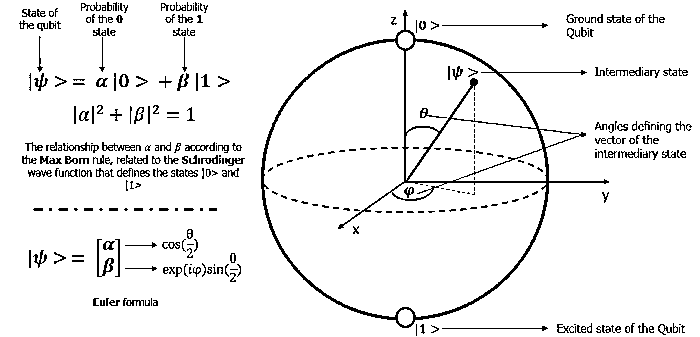 State of
the qubit
Probability
of the 0
state
Probability
of the 1
state
|ψ >= α |0 > + β |1 >
|α|² + |β|² = 1
The relationship between α and β according to
the Max Born rule, related to the Schrodinger
wave function that defines the states |0> and
|1>
|ψ >= [α β]
cos(θ/2)
exp(iφ)sin(θ/2)
Euler formula
z
|0 >
Ground state of the
Qubit
|ψ >
Intermediary state
θ
Angles defining the
vector of the
intermediary state
φ
y
x
|1 >
Excited state of the Qubit